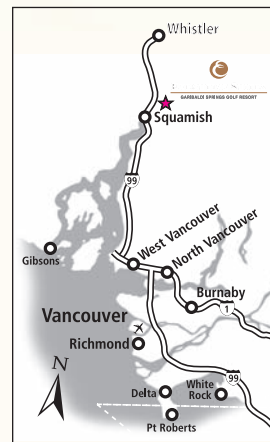 Whistler
GARIBALDI SPRINGS GOLF RESORT
Squamish
99
West Vancouver
North Vancouver
Gibsons
Burnaby
1
Vancouver
Richmond
N
99
Delta
White
Rock
Pt Roberts